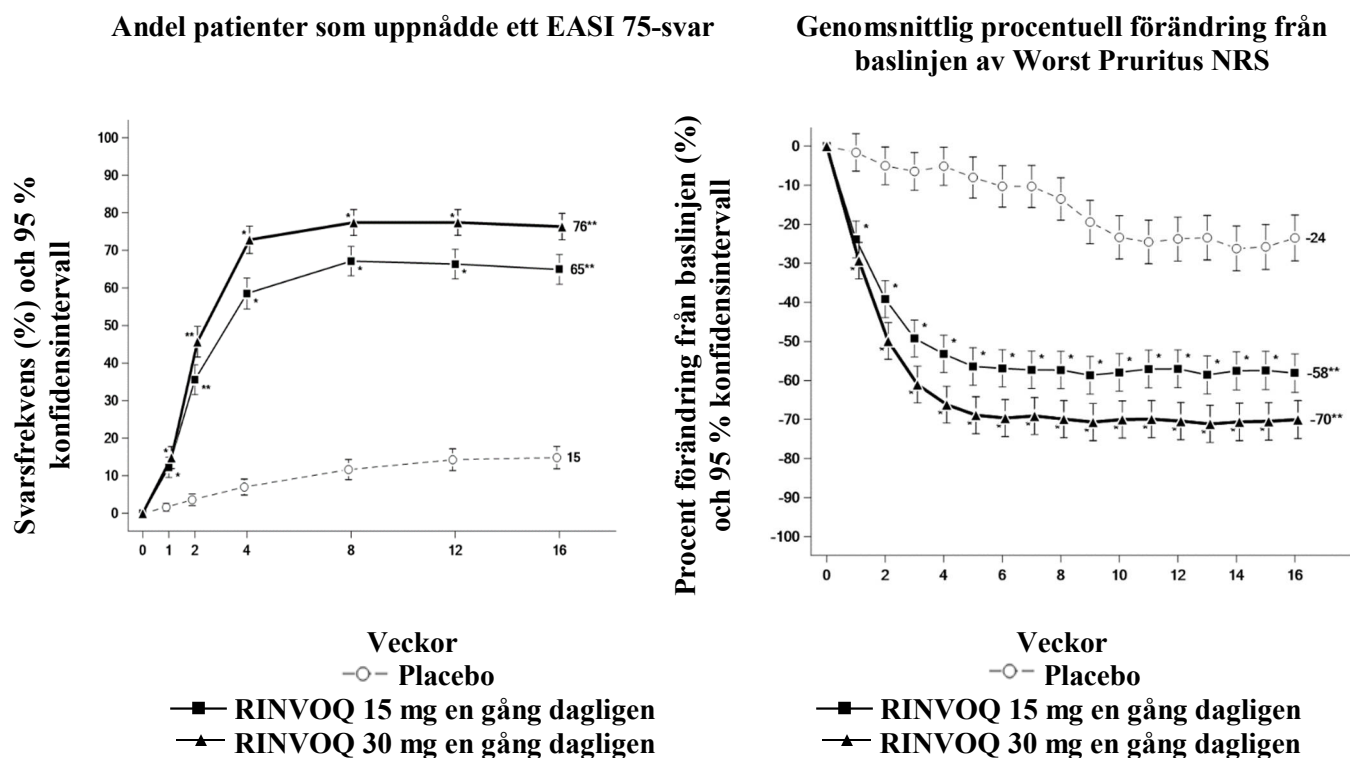 Andel patienter som uppnådde ett EASI 75-svar
Svarsfrekvens (%) och 95 %
konfidensintervall
100
90
80
70
60
50
40
30
20
10
0
*
*
**
**
*
*
*
*
*
*
76**
65**
15
0 1 2 4 8 12 16
Veckor
Placebo
RINVOQ 15 mg en gång dagligen
RINVOQ 30 mg en gång dagligen
Genomsnittlig procentuell förändring från
baslinjen av Worst Pruritus NRS
Procent förändring från baslinjen (%)
och 95 % konfidensintervall
0
-10
-20
-30
-40
-50
-60
-70
-80
-90
-100
* * * * * * * * * * * * * * *
* * * * * * * * * * * * * * *
-24
-58**
-70**
0 2 4 6 8 10 12 14 16
Veckor
Placebo
RINVOQ 15 mg en gång dagligen
RINVOQ 30 mg en gång dagligen